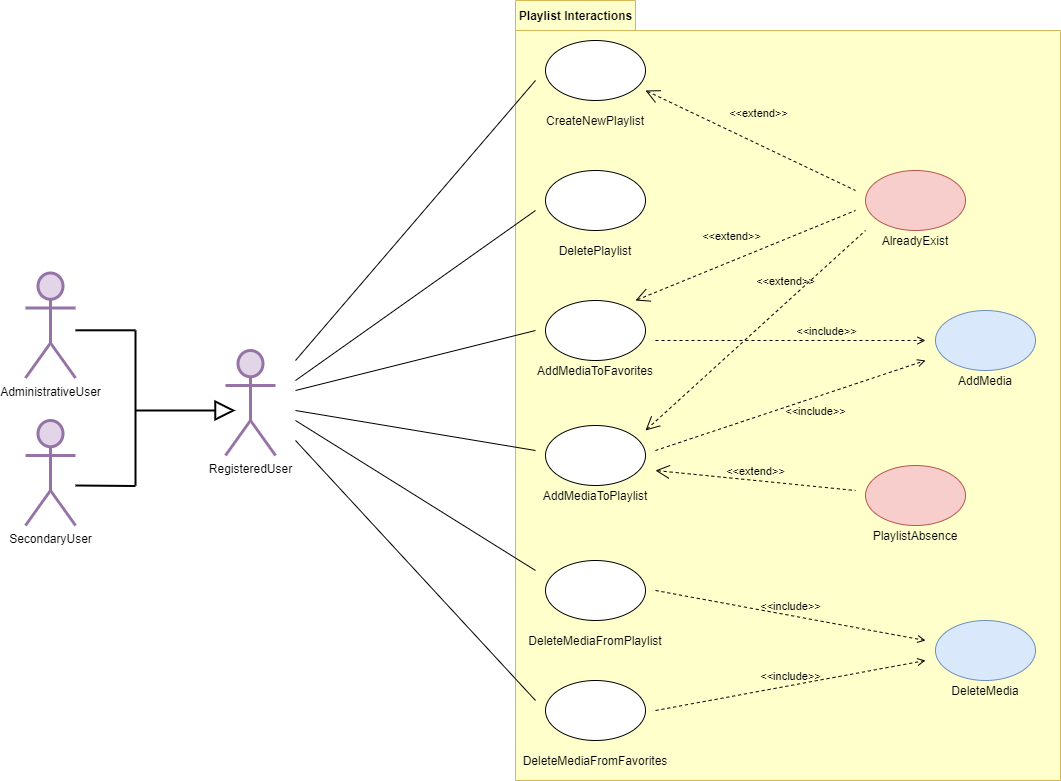 Playlist Interactions
CreateNewPlaylist
<<extend>>
DeletePlaylist
AlreadyExist
<<extend>>
<<extend>>
AddMediaToFavorites
<<include>>
AddMedia
AdministrativeUser
<<include>>
RegisteredUser
AddMediaToPlaylist
<<extend>>
PlaylistAbsence
SecondaryUser
DeleteMediaFromPlaylist
<<include>>
DeleteMedia
<<include>>
DeleteMediaFromFavorites